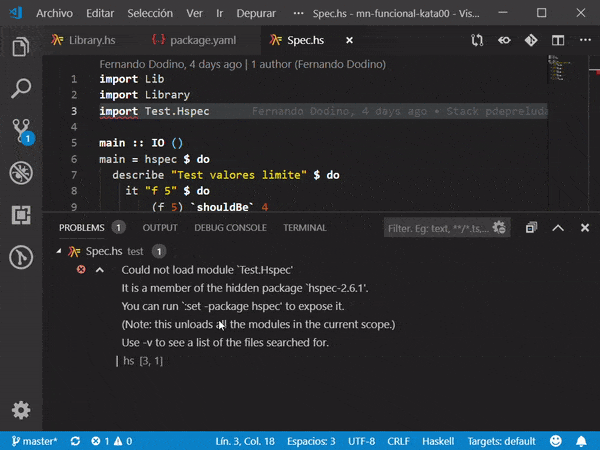 Archivo Editar Selección Ver Ir Depurar ··· Spec.hs - mn-funcional-kata00 - Vis...
Library.hs package.yaml Spec.hs
Fernando Dodino, 4 days ago | 1 author (Fernando Dodino)
1 import Lib
2 import Library
3 import Test.Hspec Fernando Dodino, 4 days ago • Stack pdepreluda
4
5 main :: IO ()
6 main = hspec $ do
7 describe "Test valores limite" $ do
8 it "f 5" $ do
9 (f 5) `shouldBe` 4
PROBLEMS 1 OUTPUT DEBUG CONSOLE TERMINAL Filter. Eg: text, **/*.ts,...
Spec.hs test 1
Could not load module `Test.Hspec'
It is a member of the hidden package `hspec-2.6.1'.
You can run `:set -package hspec' to expose it.
(Note: this unloads all the modules in the current scope.)
Use -v to see a list of the files searched for.
hs [3, 1]
1
master* 1 0 Lín. 3, Col. 18 Espacios: 3 UTF-8 CRLF Haskell Targets: default